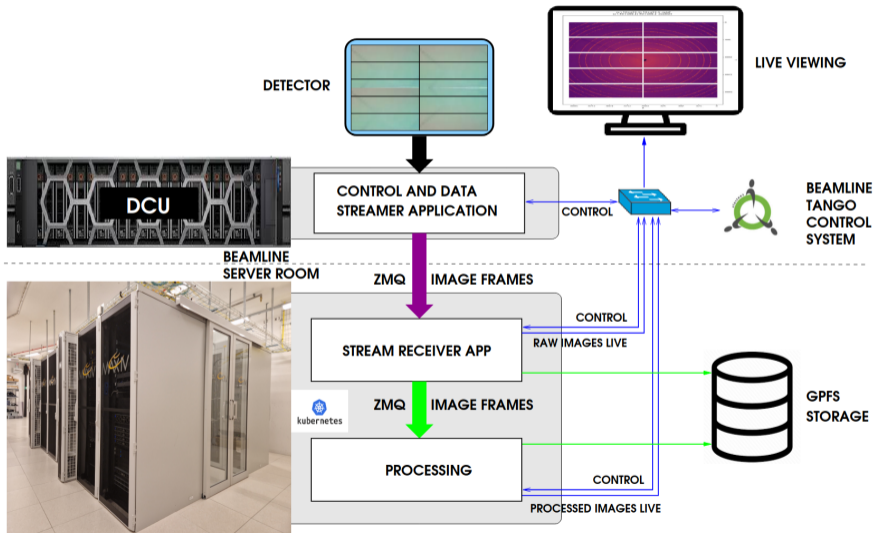 DETECTOR
LIVE VIEWING
DCU
CONTROL AND DATA
STREAMER APPLICATION
CONTROL
BEAMLINE
TANGO
CONTROL
SYSTEM
BEAMLINE
SERVER ROOM
ZMQ IMAGE FRAMES
CONTROL
STREAM RECEIVER APP
RAW IMAGES LIVE
GPFS
STORAGE
kubernetes
ZMQ IMAGE FRAMES
PROCESSING
CONTROL
PROCESSED IMAGES LIVE